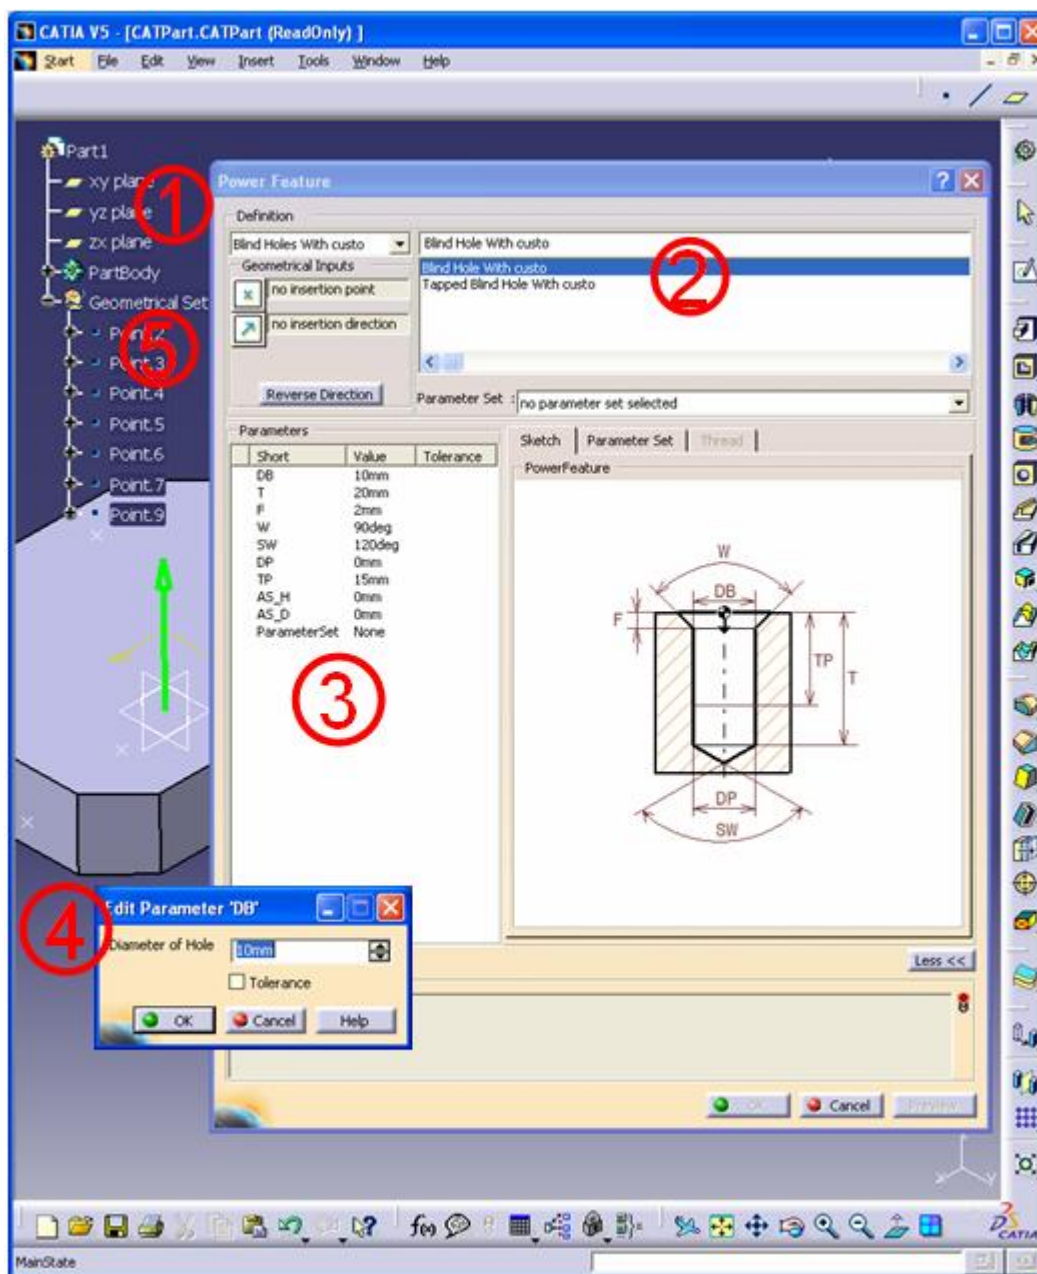 CATIA V5 - [CATPart.CATPart (ReadOnly) ]
Start File Edit View Insert Tools Window Help
Part1
xy plane
yz plane
zx plane
PartBody
Geometrical Set
Point.2
Point.3
Point.4
Point.5
Point.6
Point.7
Point.9
1
5
Power Feature
Definition
Blind Holes With custo
Blind Hole With custo
Geometrical Inputs
no insertion point
no insertion direction
Reverse Direction
Blind Hole With custo
Tapped Blind Hole With custo
2
Parameter Set : no parameter set selected
Parameters
Short Value Tolerance
DB 10mm
T 20mm
F 2mm
W 90deg
SW 120deg
DP 0mm
TP 15mm
AS_H 0mm
AS_D 0mm
ParameterSet None
3
Sketch Parameter Set Thread
PowerFeature
W
DB
F
TP
T
DP
SW
4
Edit Parameter 'DB'
Diameter of Hole 10mm
Tolerance
OK Cancel Help
Less <<
OK Cancel Preview
x y
f(x)
CATIA
MainState